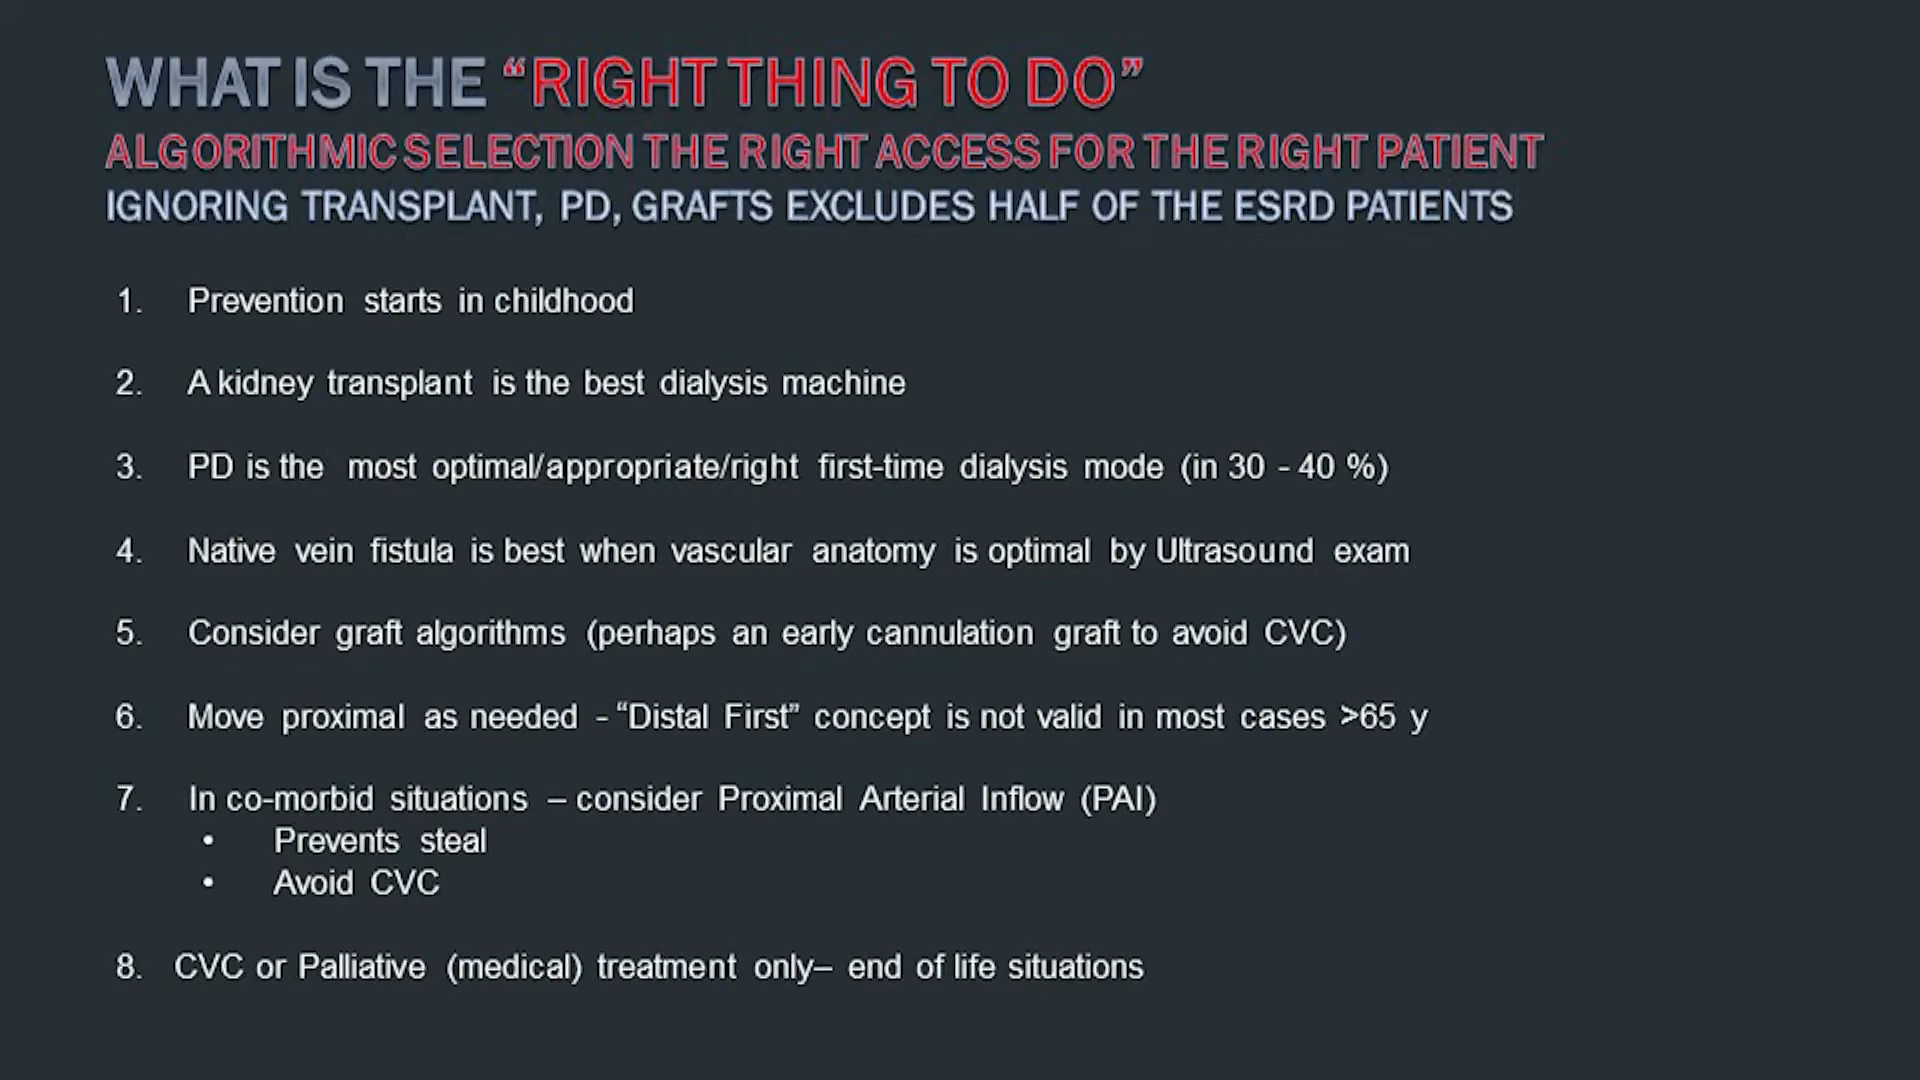 WHAT IS THE “RIGHT THING TO DO”
ALGORITHMIC SELECTION THE RIGHT ACCESS FOR THE RIGHT PATIENT
IGNORING TRANSPLANT, PD, GRAFTS EXCLUDES HALF OF THE ESRD PATIENTS
1. Prevention starts in childhood
2. A kidney transplant is the best dialysis machine
3. PD is the most optimal/appropriate/right first-time dialysis mode (in 30 - 40 %)
4. Native vein fistula is best when vascular anatomy is optimal by Ultrasound exam
5. Consider graft algorithms (perhaps an early cannulation graft to avoid CVC)
6. Move proximal as needed - “Distal First” concept is not valid in most cases >65 y
7. In co-morbid situations – consider Proximal Arterial Inflow (PAI)
• Prevents steal
• Avoid CVC
8. CVC or Palliative (medical) treatment only– end of life situations